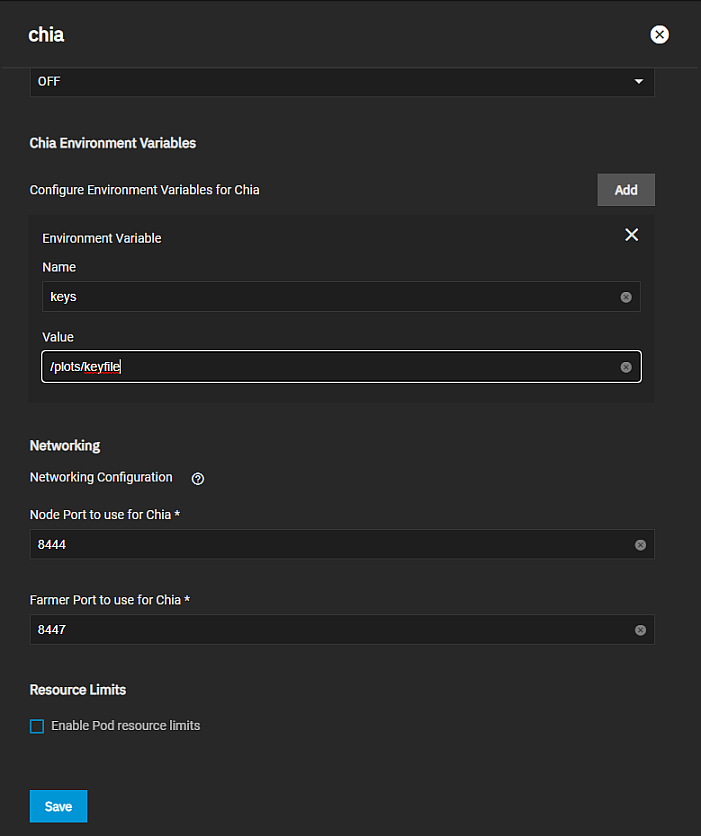 chia
OFF
Chia Environment Variables
Configure Environment Variables for Chia
Add
Environment Variable
Name
keys
Value
/plots/keyfile
Networking
Networking Configuration
Node Port to use for Chia *
8444
Farmer Port to use for Chia *
8447
Resource Limits
Enable Pod resource limits
Save